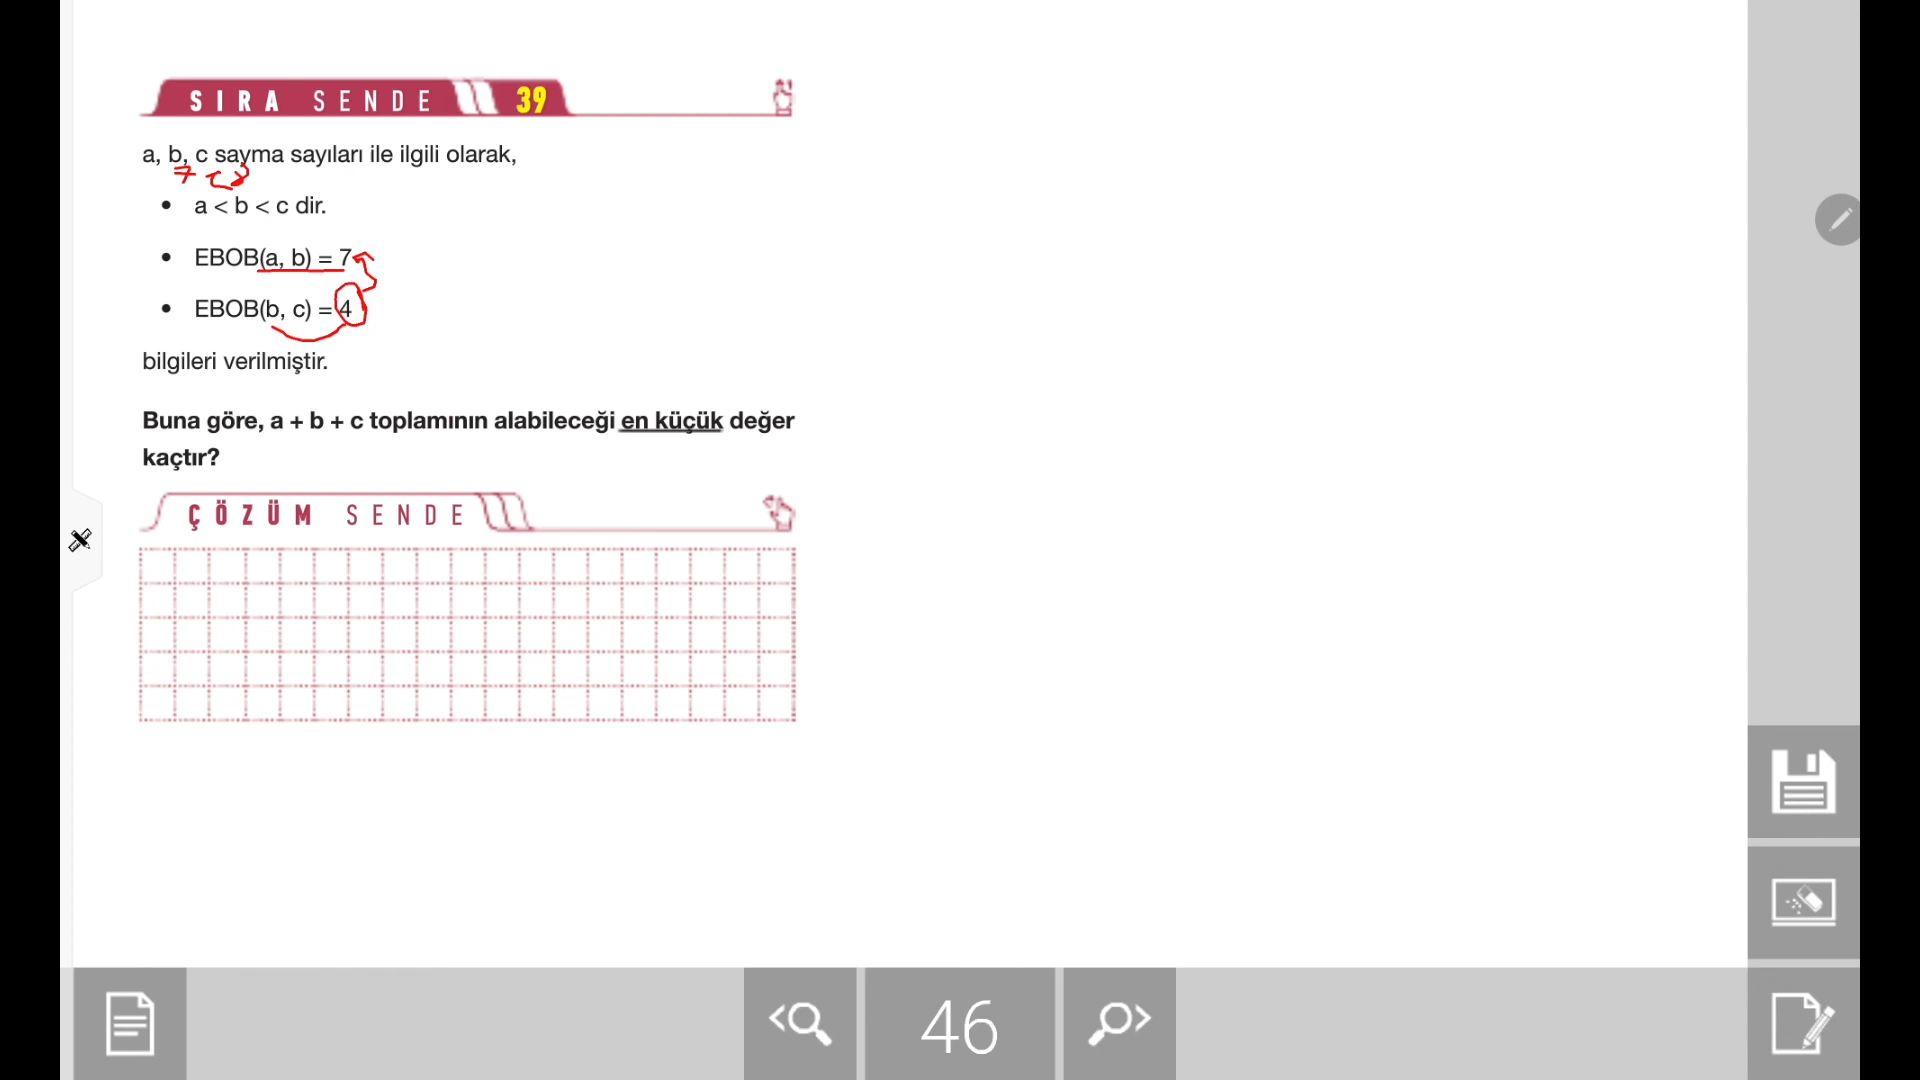 SIRA SENDE 39
a, b, c sayma sayıları ile ilgili olarak,
7
• a < b < c dir.
• EBOB(a, b) = 7
• EBOB(b, c) = 4
bilgileri verilmiştir.
Buna göre, a + b + c toplamının alabileceği en küçük değer
kaçtır?
ÇÖZÜM SENDE
46